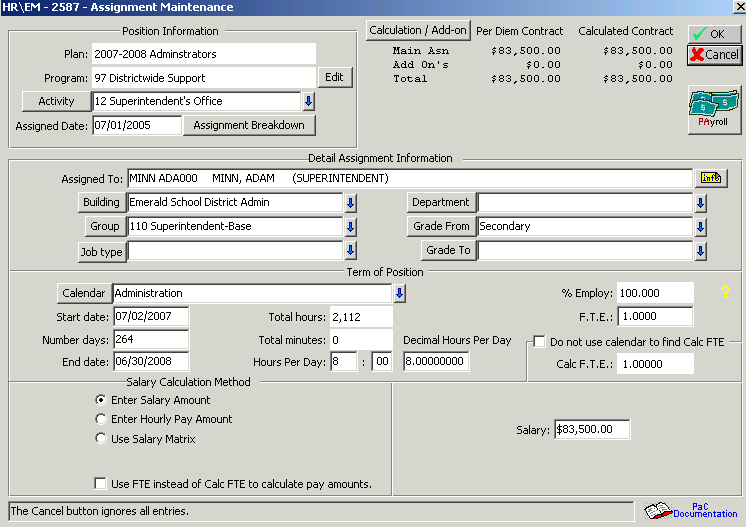 HR\EM - 2587 - Assignment Maintenance
Position Information
Plan: 2007-2008 Adminstrators
Program: 97 Districtwide Support Edit
Activity 12 Superintendent's Office
Assigned Date: 07/01/2005 Assignment Breakdown
Calculation / Add-on Per Diem Contract Calculated Contract
Main Asn $83,500.00 $83,500.00
Add On's $0.00 $0.00
Total $83,500.00 $83,500.00
OK
Cancel
PAyroll
Detail Assignment Information
Assigned To: MINN ADA000 MINN, ADAM (SUPERINTENDENT) Info
Building Emerald School District Admin Department
Group 110 Superintendent-Base Grade From Secondary
Job type Grade To
Term of Position
Calendar Administration % Employ: 100.000 ?
Start date: 07/02/2007 Total hours: 2,112 F.T.E.: 1.0000
Number days: 264 Total minutes: 0 Decimal Hours Per Day Do not use calendar to find Calc FTE
End date: 06/30/2008 Hours Per Day: 8 : 00 8.00000000 Calc F.T.E.: 1.00000
Salary Calculation Method
Enter Salary Amount
Enter Hourly Pay Amount
Use Salary Matrix
Salary: $83,500.00
Use FTE instead of Calc FTE to calculate pay amounts.
The Cancel button ignores all entries.
PaC
Documentation